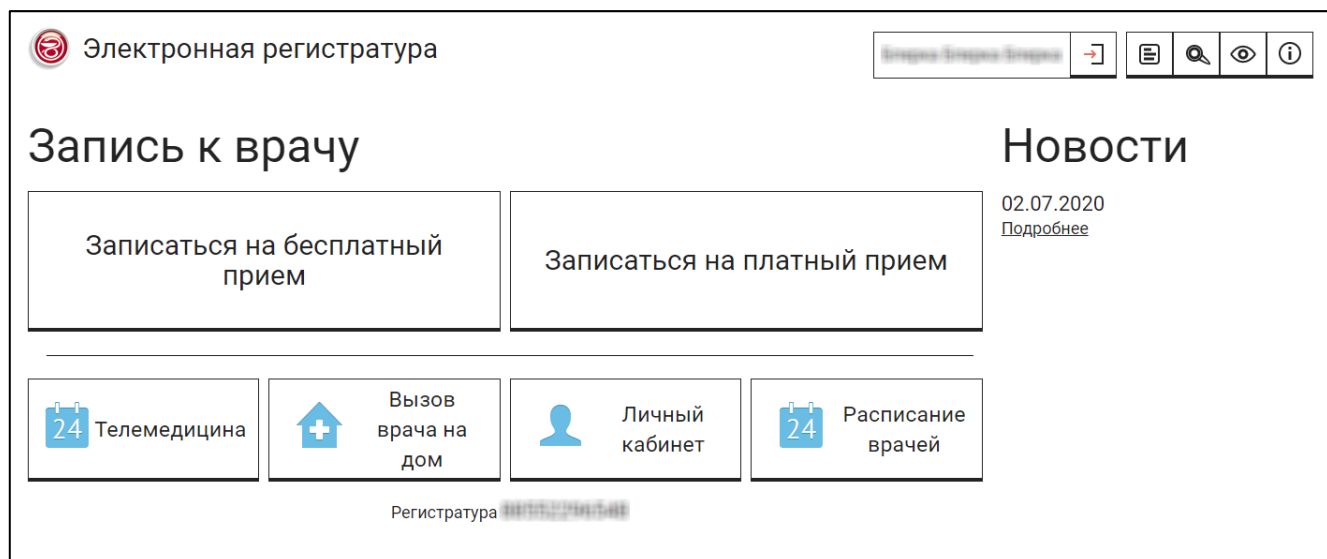 Электронная регистратура
Запись к врачу
Новости
Записаться на бесплатный
прием
Записаться на платный прием
02.07.2020
Подробнее
24 Телемедицина
Вызов
врача на
дом
Личный
кабинет
24
Расписание
врачей
Регистратура